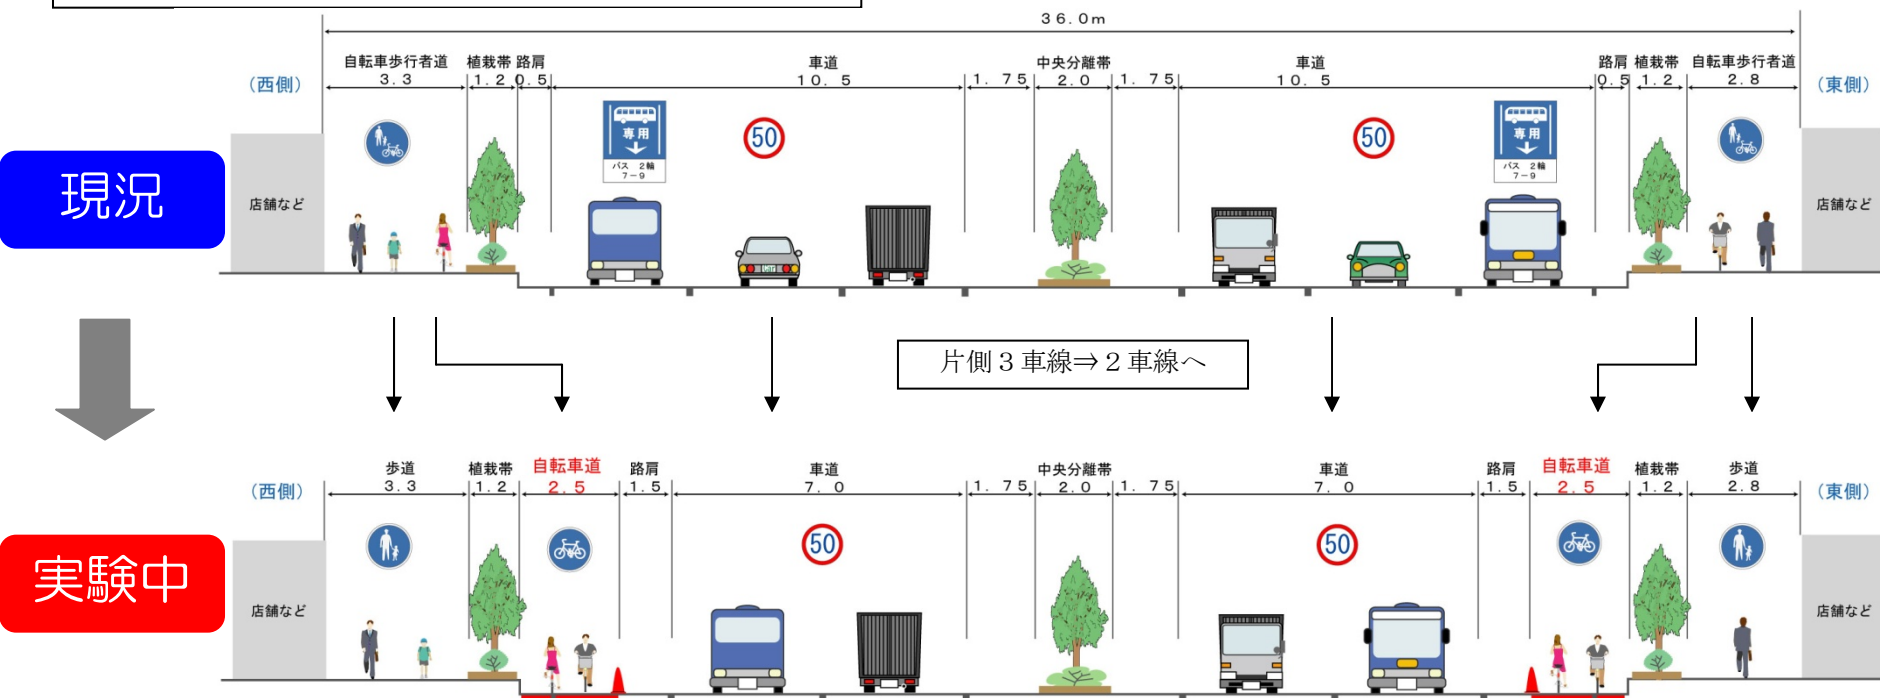 36.0m
自転車歩行者道 植栽帯 路肩 車道 中央分離帯 車道 路肩 植栽帯 自転車歩行者道
(西側) 3.3 1.2 0.5 10.5 1.75 2.0 1.75 10.5 0.5 1.2 2.8 (東側)
専用 50 50 専用
バス 2輪 バス 2輪
7-9 7-9
現況
店舗など 店舗など
Car
片側3車線⇒2車線へ
歩道 植栽帯 自転車道 路肩 車道 中央分離帯 車道 路肩 自転車道 植栽帯 歩道
(西側) 3.3 1.2 2.5 1.5 7.0 1.75 2.0 1.75 7.0 1.5 2.5 1.2 2.8 (東側)
50 50
実験中
店舗など 店舗など